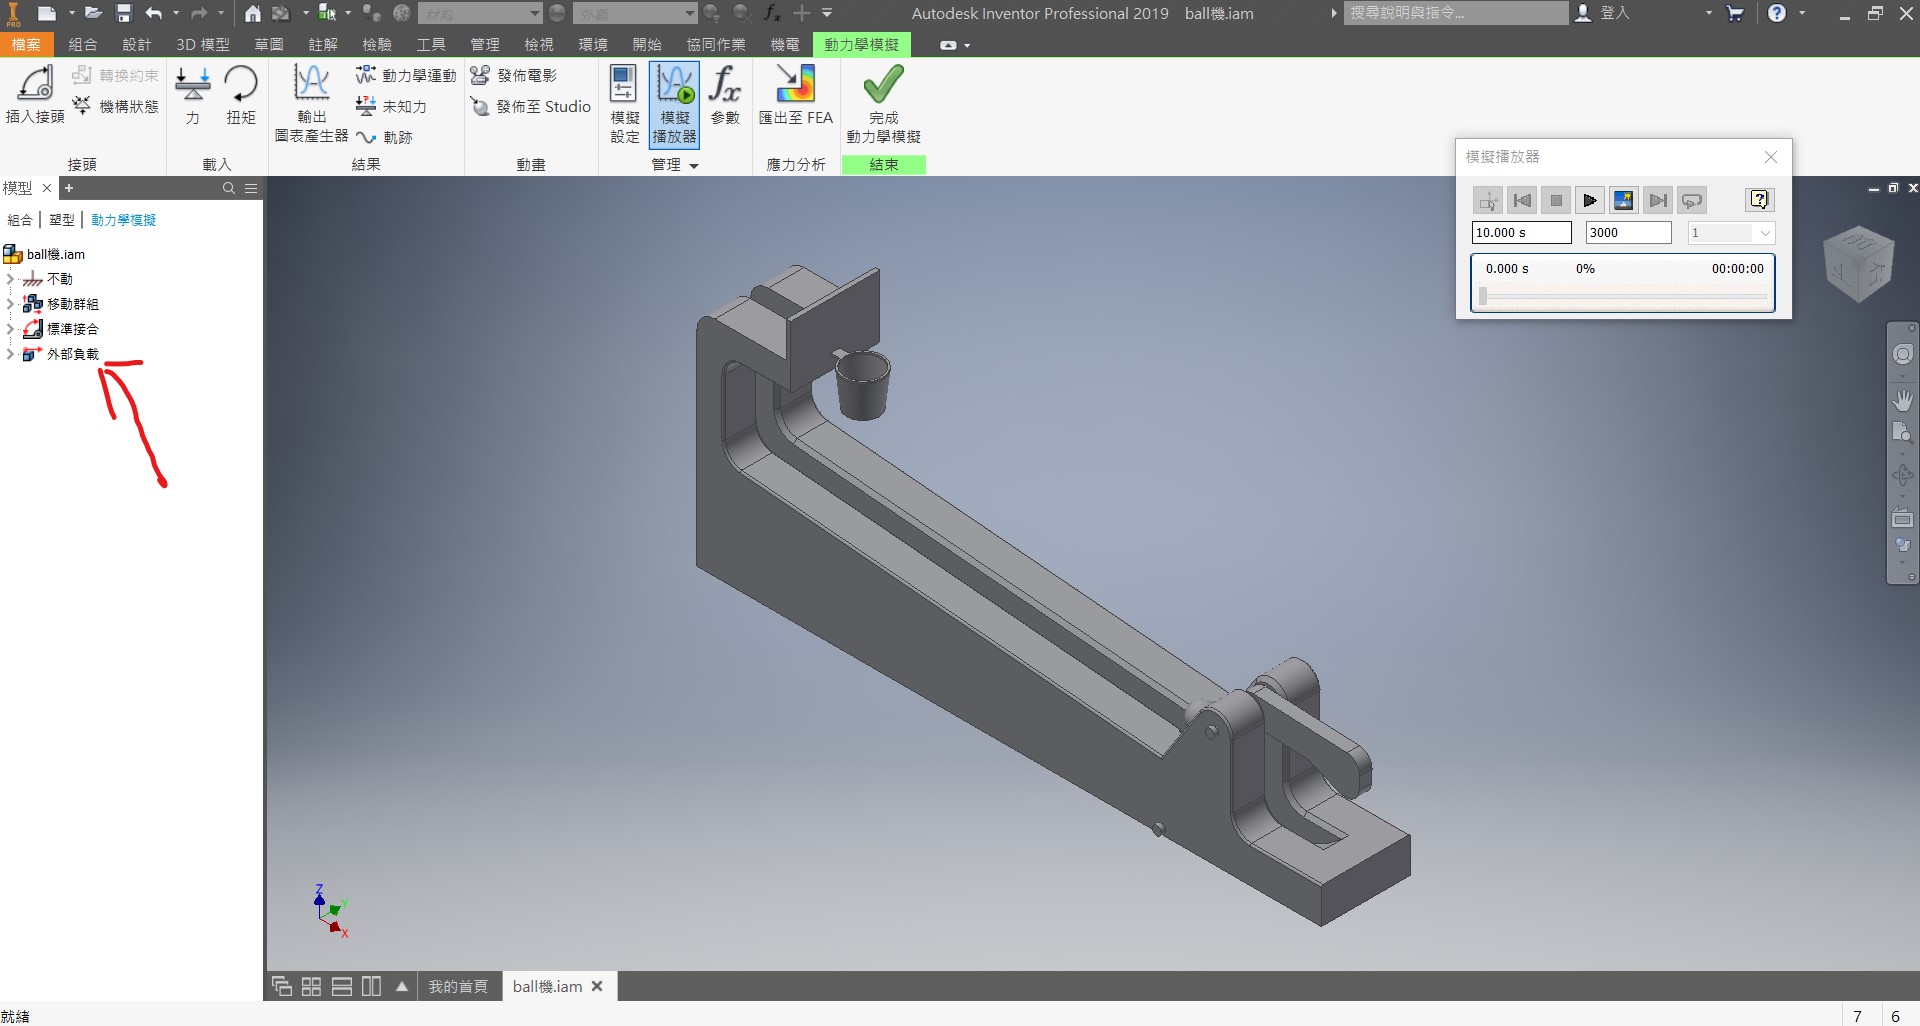 PRO
材料
外觀
Autodesk Inventor Professional 2019 ball機.iam
搜尋說明與指令...
登入
檔案 組合 設計 3D 模型 草圖 註解 檢驗 工具 管理 檢視 環境 開始 協同作業 機電 動力學模擬
插入接頭
轉換約束
機構狀態
接頭
力
扭矩
載入
輸出
圖表產生器
動力學運動
未知力
軌跡
結果
發佈電影
發佈至 Studio
動畫
模擬
設定
模擬
播放器
fx
參數
管理
匯出至 FEA
應力分析
完成
動力學模擬
結束
模型
組合 | 塑型 | 動力學模擬
ball機.iam
不動
移動群組
標準接合
外部負載
模擬播放器
10.000 s 3000 1
0.000 s 0% 00:00:00
Z
Y
X
我的首頁 ball機.iam
就緒 7 6